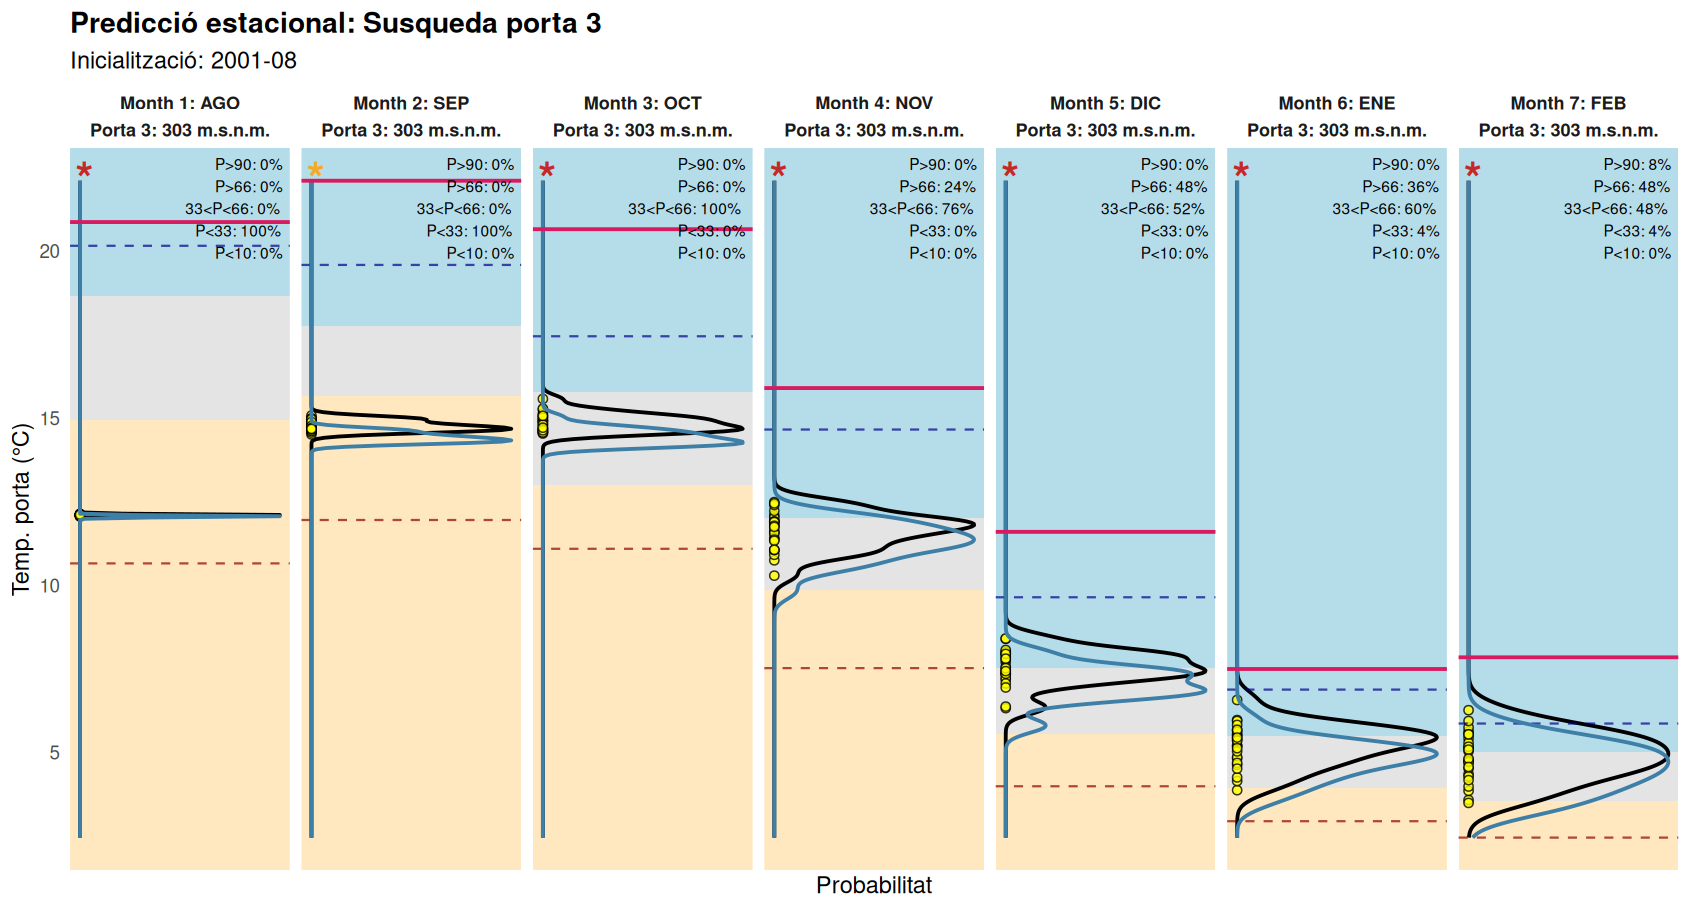 Predicció estacional: Susqueda porta 3
Inicialització: 2001-08
Month 1: AGO
Porta 3: 303 m.s.n.m.
Month 2: SEP
Porta 3: 303 m.s.n.m.
Month 3: OCT
Porta 3: 303 m.s.n.m.
Month 4: NOV
Porta 3: 303 m.s.n.m.
Month 5: DIC
Porta 3: 303 m.s.n.m.
Month 6: ENE
Porta 3: 303 m.s.n.m.
Month 7: FEB
Porta 3: 303 m.s.n.m.
*
P>90: 0%
P>66: 0%
33<P<66: 0%
P<33: 100%
P<10: 0%
*
P>90: 0%
P>66: 0%
33<P<66: 0%
P<33: 100%
P<10: 0%
*
P>90: 0%
P>66: 0%
33<P<66: 100%
P<33: 0%
P<10: 0%
*
P>90: 0%
P>66: 24%
33<P<66: 76%
P<33: 0%
P<10: 0%
*
P>90: 0%
P>66: 48%
33<P<66: 52%
P<33: 0%
P<10: 0%
*
P>90: 0%
P>66: 36%
33<P<66: 60%
P<33: 4%
P<10: 0%
*
P>90: 8%
P>66: 48%
33<P<66: 48%
P<33: 4%
P<10: 0%
20
15
10
5
Temp. porta (°C)
Probabilitat